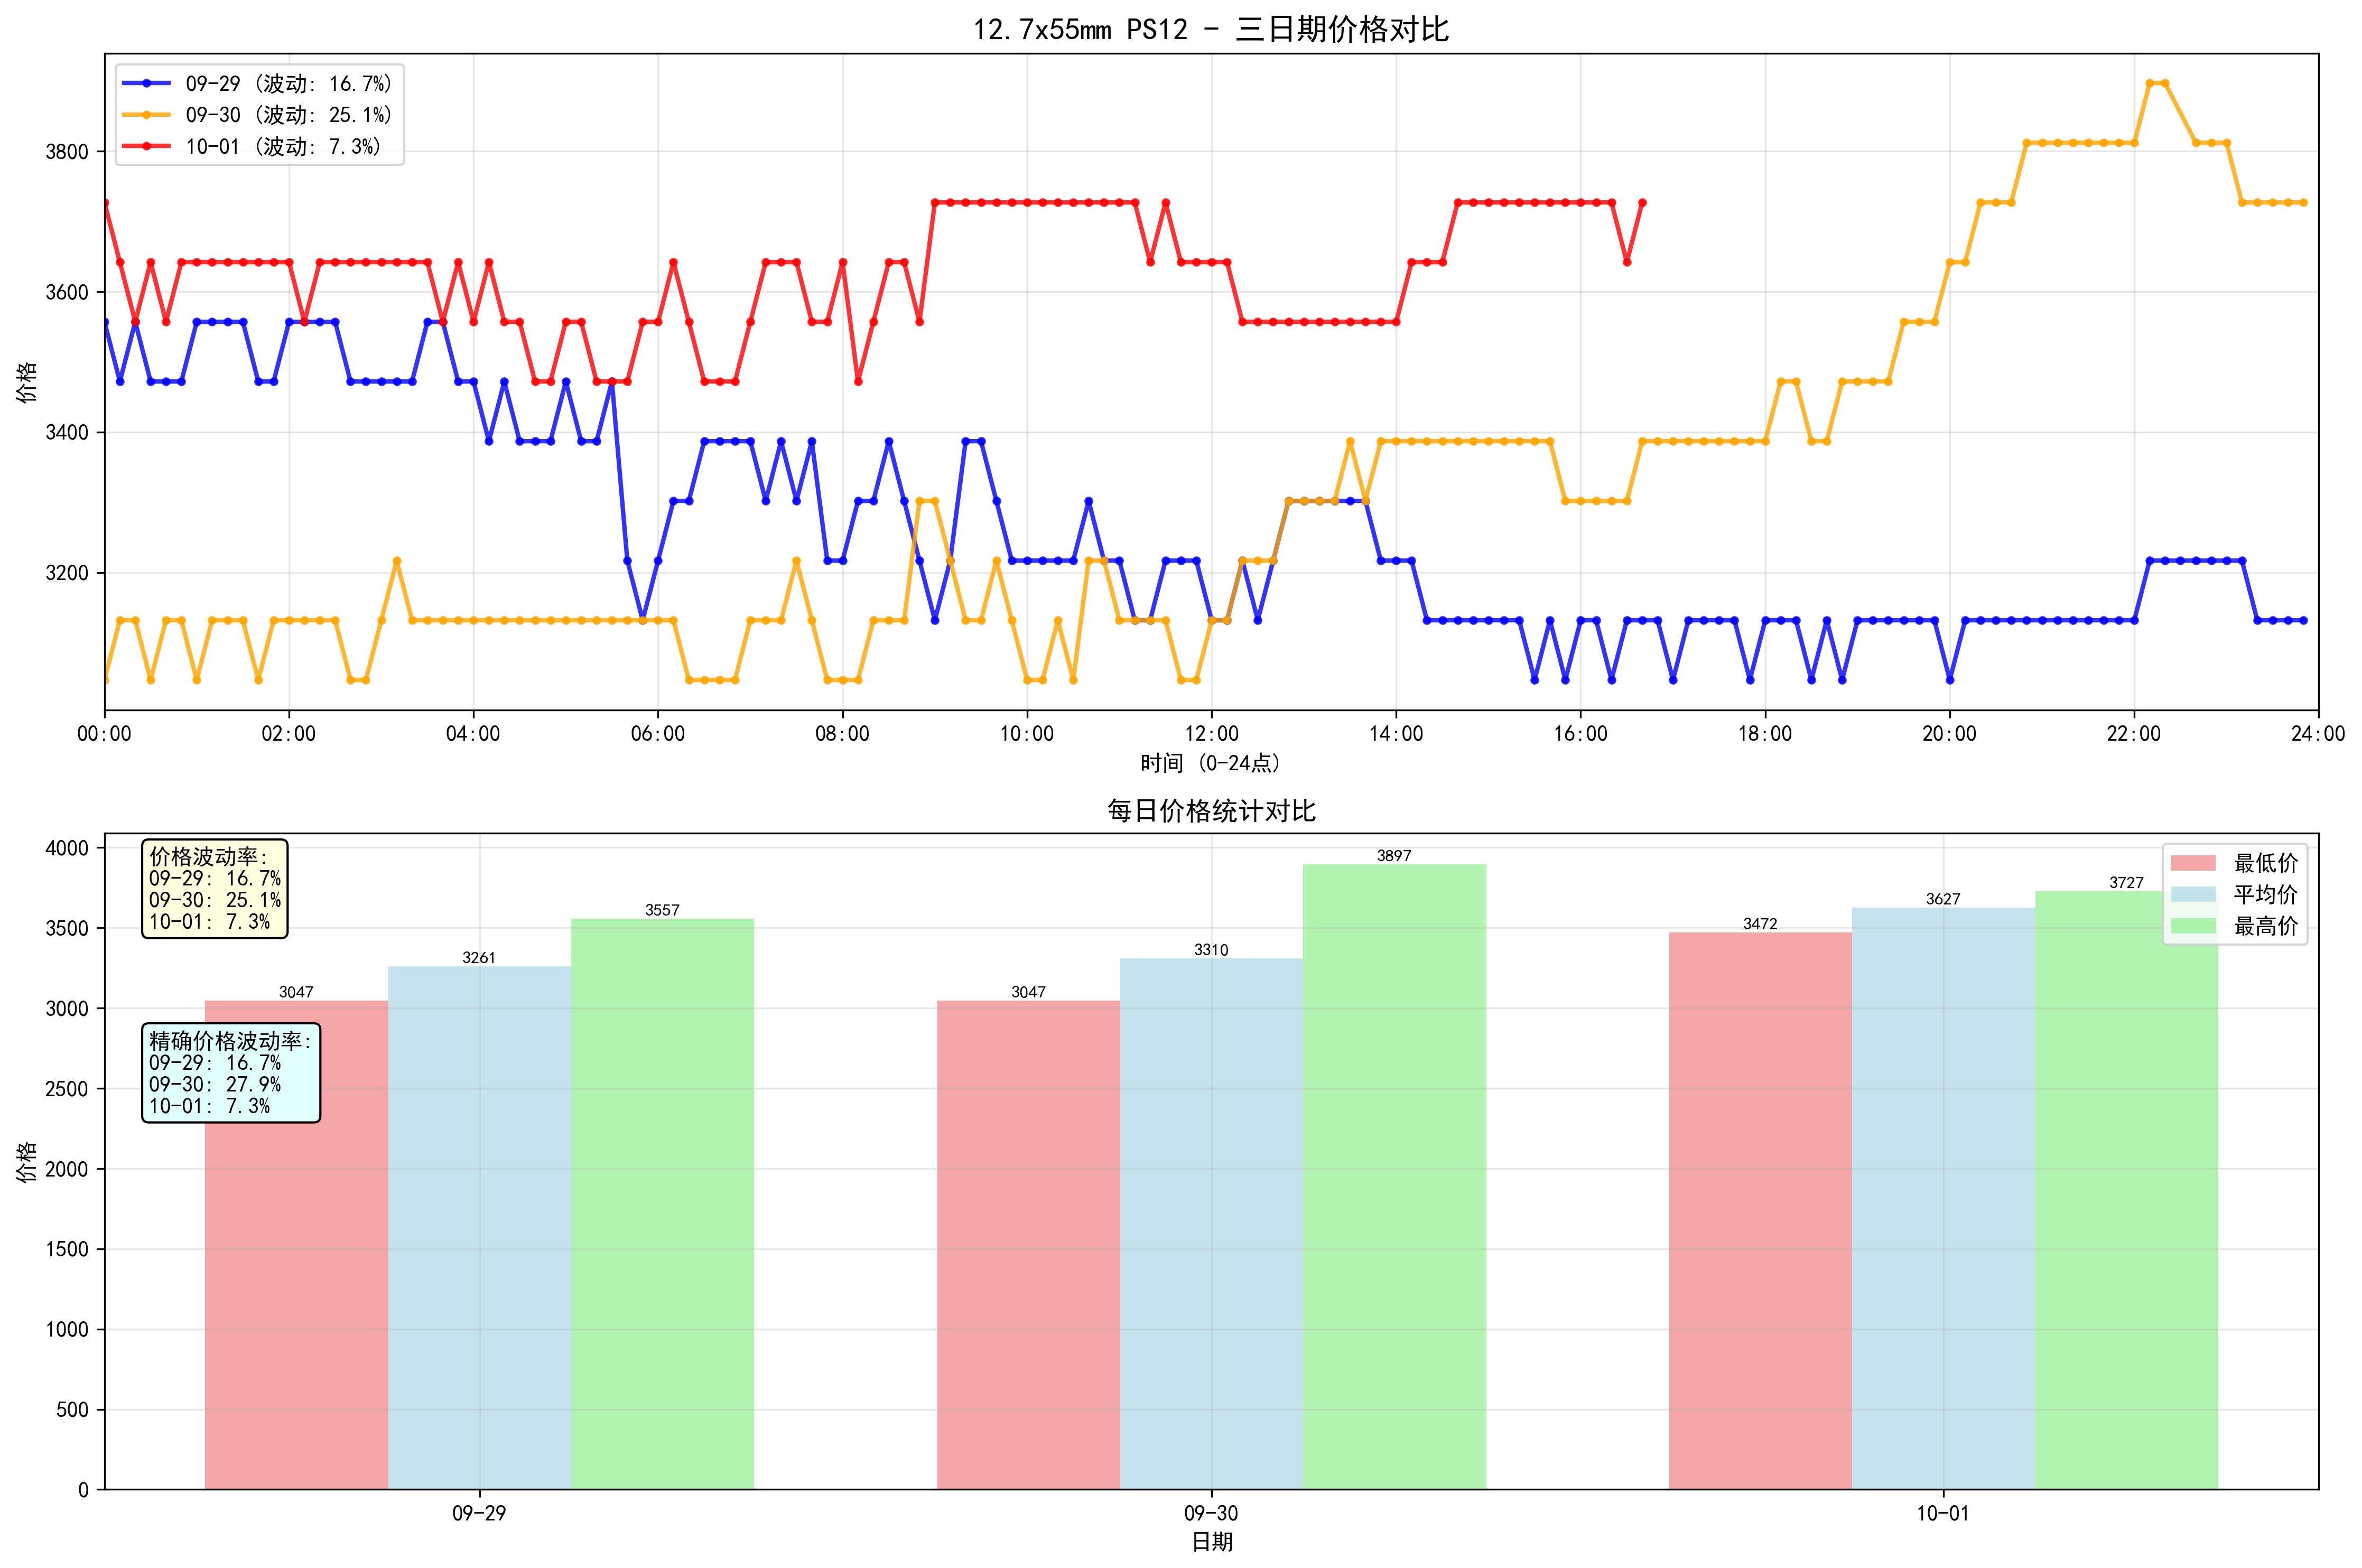 12.7x55mm PS12 - 三日期价格对比
09-29 (波动: 16.7%)
09-30 (波动: 25.1%)
10-01 (波动: 7.3%)
价格
3800
3600
3400
3200
00:00 02:00 04:00 06:00 08:00 10:00 12:00 14:00 16:00 18:00 20:00 22:00 24:00
时间 (0-24点)
每日价格统计对比
价格波动率:
09-29: 16.7%
09-30: 25.1%
10-01: 7.3%
精确价格波动率:
09-29: 16.7%
09-30: 27.9%
10-01: 7.3%
最低价
平均价
最高价
价格
4000
3500
3000
2500
2000
1500
1000
500
0
3047 3261 3557
3047 3310 3897
3472 3627 3727
09-29 09-30 10-01
日期